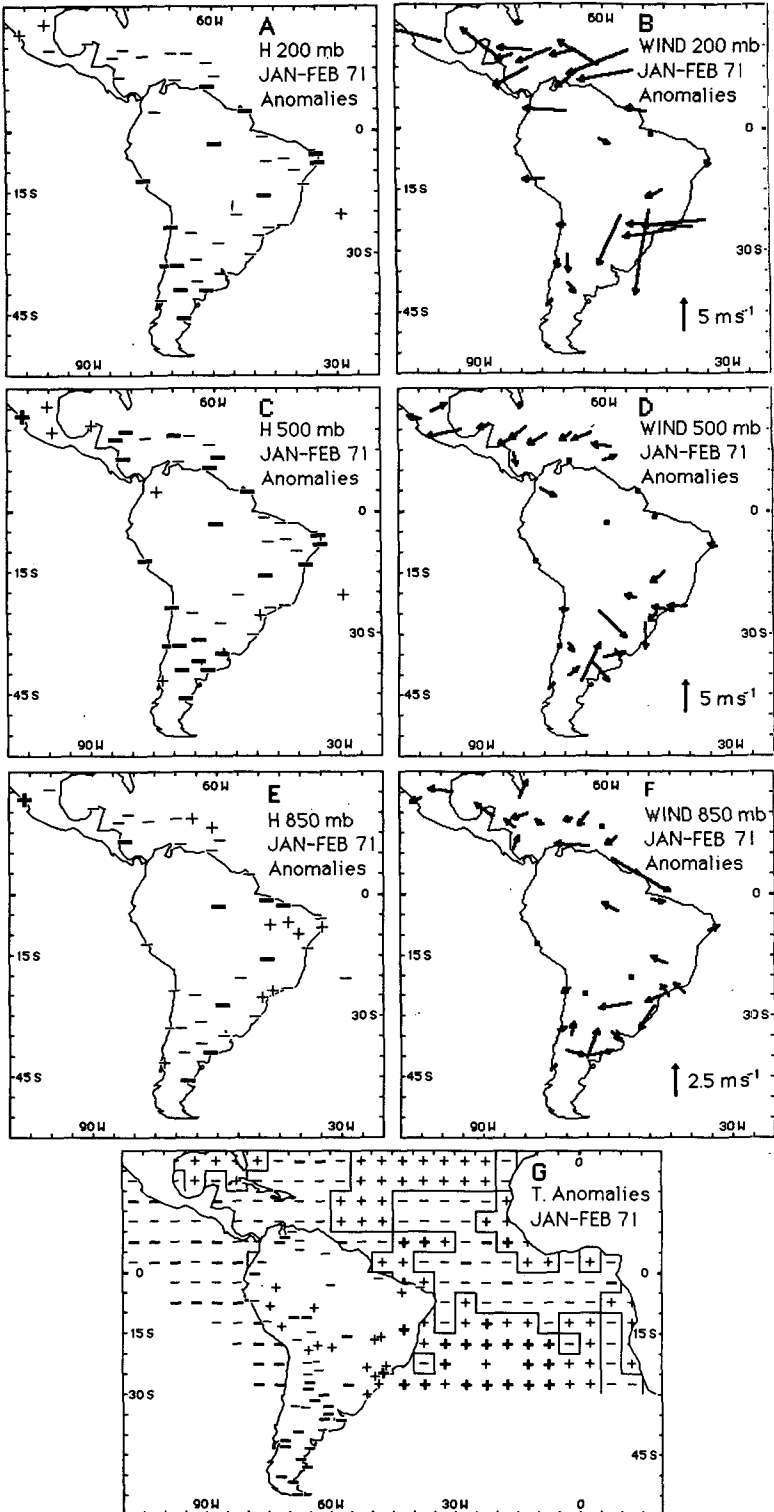 60W
A
H 200 mb
JAN-FEB 71
Anomalies
0
15S
30S
45S
90W
30W
60W
B
WIND 200 mb
JAN-FEB 71
Anomalies
0
15S
30S
45S
5 ms⁻¹
90W
30W
60W
C
H 500 mb
JAN-FEB 71
Anomalies
0
15S
30S
45S
90W
30W
60W
D
WIND 500 mb
JAN-FEB 71
Anomalies
0
15S
30S
45S
5 ms⁻¹
90W
30W
60W
E
H 850 mb
JAN-FEB 71
Anomalies
0
15S
30S
45S
90W
30W
60W
F
WIND 850 mb
JAN-FEB 71
Anomalies
0
15S
30S
45S
2.5 ms⁻¹
90W
30W
G
0
T. Anomalies
JAN-FEB 71
0
0
15S
15S
30S
45S
90W
60W
30W
0